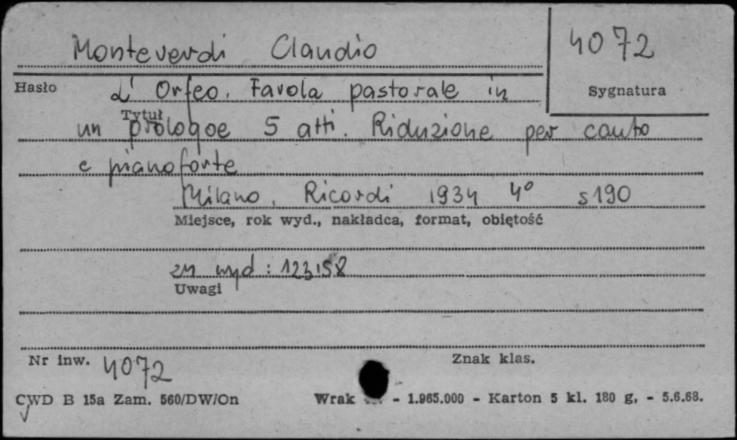 Monteverdi Claudio
4072
Hasło
Sygnatura
L' Orfeo. Favola pastorale in
Tytuł
un prologoe 5 atti. Riduzione per canto
e pianoforte
Milano, Ricordi 1934 4° s190
Miejsce, rok wyd., nakładca, format, objętość
zn wyd : 123158
Uwagi
Nr inw. 4072
Znak klas.
CWD B 15a Zam. 560/DW/On
Wrak - 1.965.000 - Karton 5 kl. 180 g. - 5.6.68.